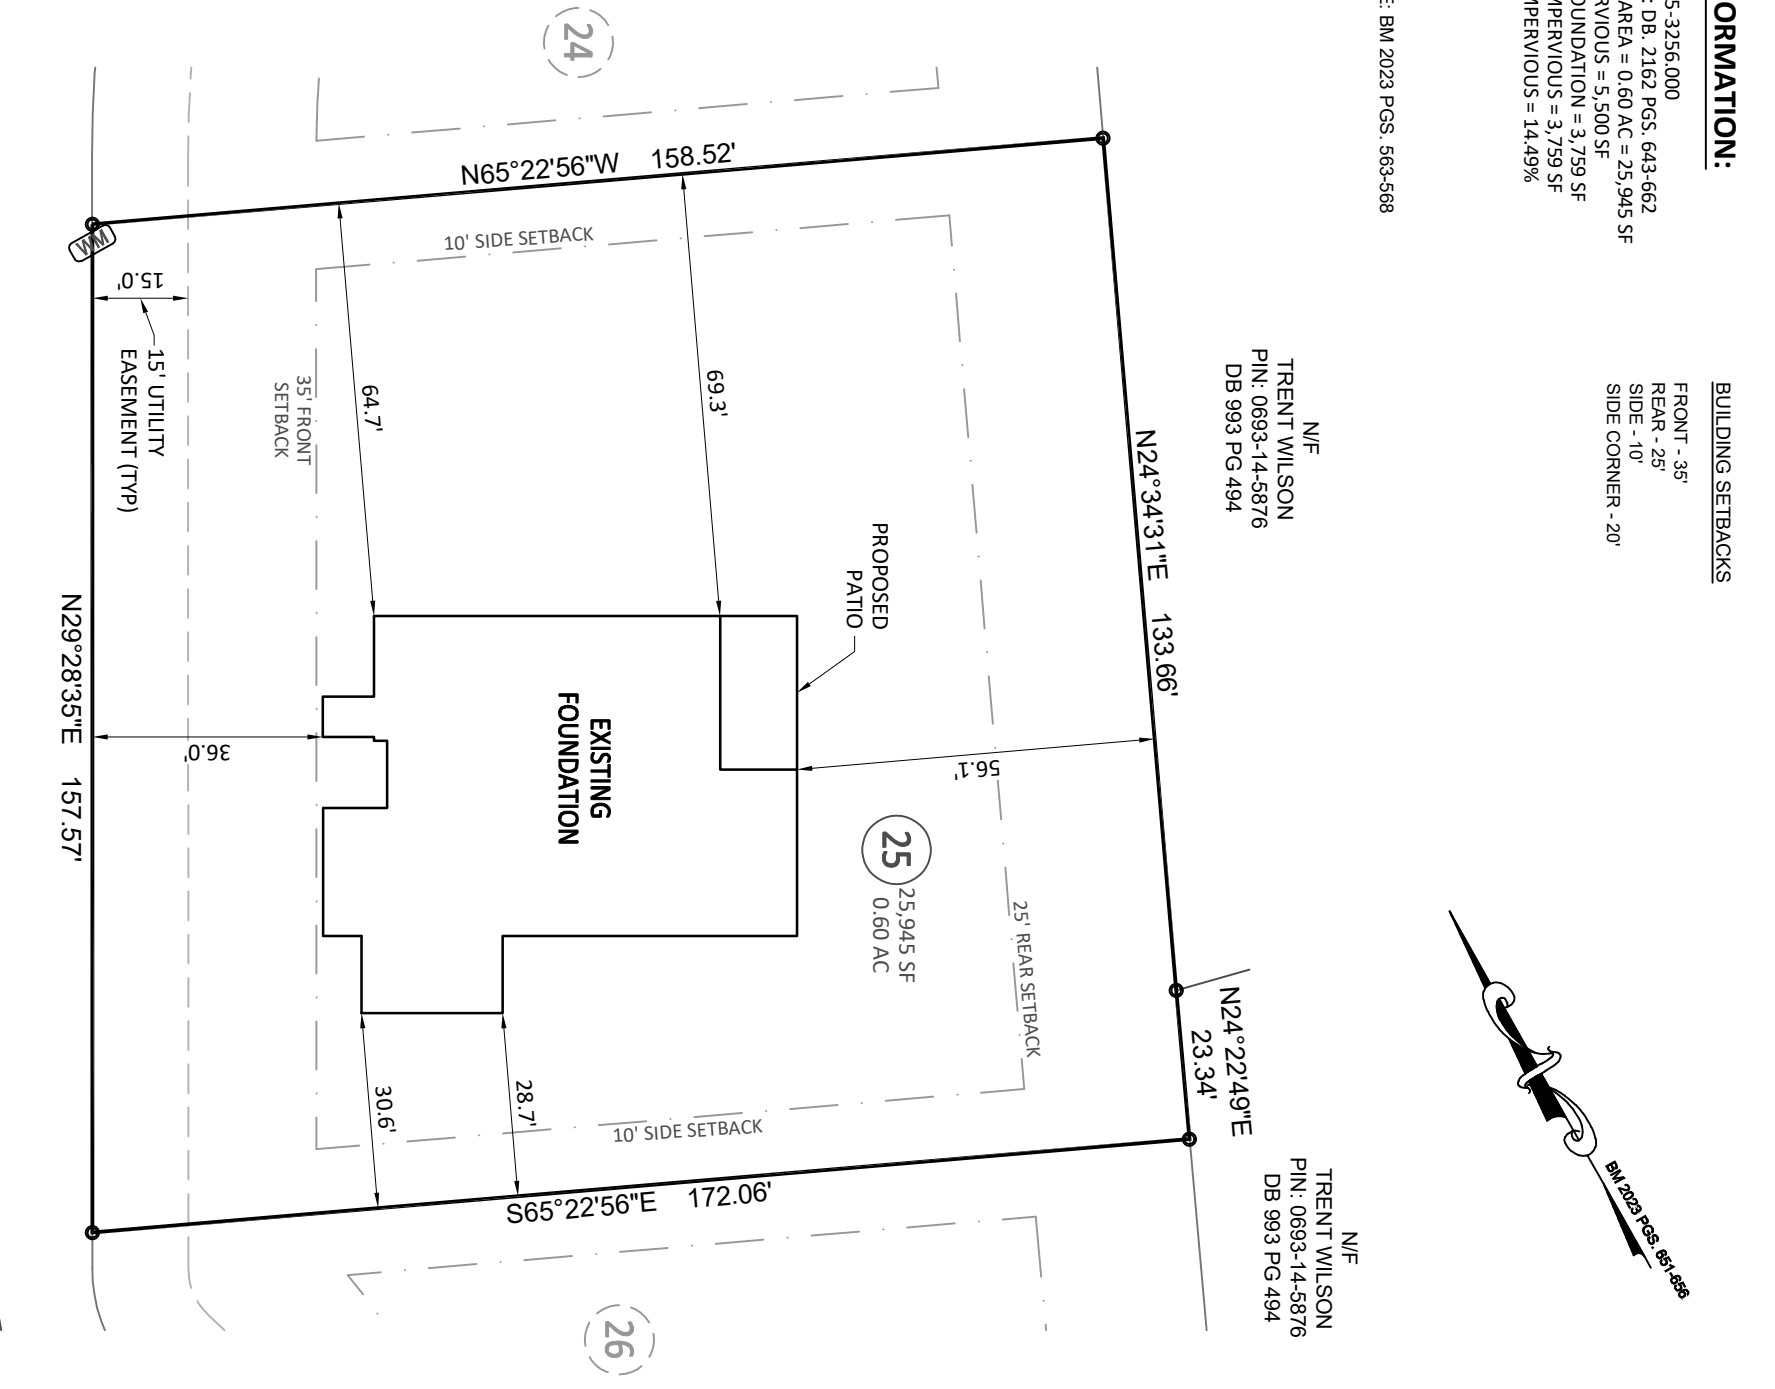 ORMATION:
5-3256.000
: DB. 2162 PGS. 643-662
AREA = 0.60 AC = 25,945 SF
RVIOUS = 5,500 SF
OUNDATION = 3,759 SF
MPERVIOUS = 3,759 SF
MPERVIOUS = 14.49%
E: BM 2023 PGS. 563-568
BUILDING SETBACKS
FRONT - 35'
REAR - 25'
SIDE - 10'
SIDE CORNER - 20'
N/F
TRENT WILSON
PIN: 0693-14-5876
DB 993 PG 494
N24°34'31"E 133.66'
N24°22'49"E
23.34'
N/F
TRENT WILSON
PIN: 0693-14-5876
DB 993 PG 494
BM 2023 PGS. 651-656
24
N65°22'56"W 158.52'
10' SIDE SETBACK
69.3'
64.7'
PROPOSED
PATIO
56.1'
25
25,945 SF
0.60 AC
25' REAR SETBACK
EXISTING
FOUNDATION
WM
15.0'
15' UTILITY
EASEMENT (TYP)
35' FRONT
SETBACK
36.0'
28.7'
30.6'
10' SIDE SETBACK
S65°22'56"E 172.06'
26
N29°28'35"E 157.57'